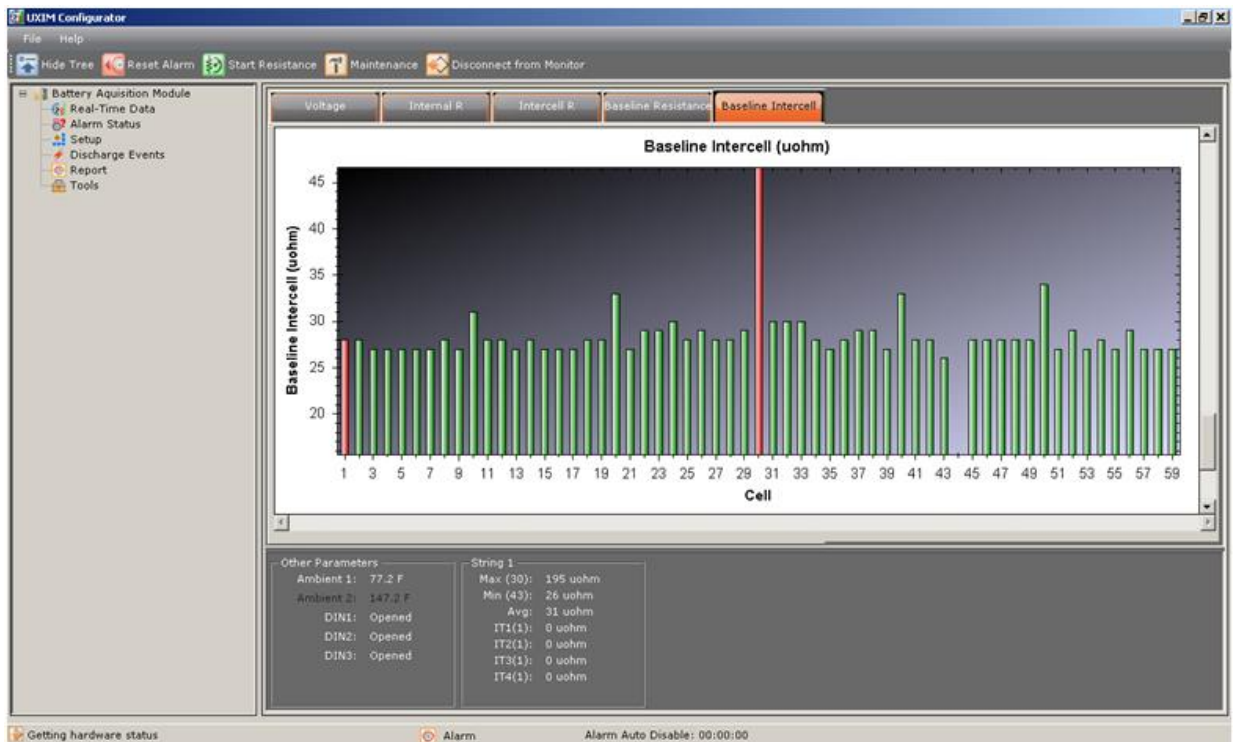 UXIM Configurator
File Help
Hide Tree Reset Alarm Start Resistance Maintenance Disconnect from Monitor
Battery Aquisition Module
Real-Time Data
Alarm Status
Setup
Discharge Events
Report
Tools
Voltage Internal R Intercell R Baseline Resistance Baseline Intercell
Baseline Intercell (uohm)
Baseline Intercell (uohm)
45
40
35
30
25
20
1 3 5 7 9 11 13 15 17 19 21 23 25 27 29 31 33 35 37 39 41 43 45 47 49 51 53 55 57 59
Cell
Other Parameters
Ambient 1: 77.2 F
Ambient 2: 147.2 F
DIN1: Opened
DIN2: Opened
DIN3: Opened
String 1
Max (30): 195 uohm
Min (43): 26 uohm
Avg: 31 uohm
IT1(1): 0 uohm
IT2(1): 0 uohm
IT3(1): 0 uohm
IT4(1): 0 uohm
Getting hardware status Alarm Alarm Auto Disable: 00:00:00